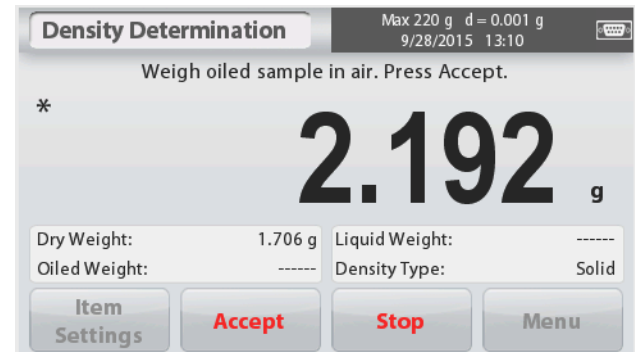 Density Determination
Max 220 g d = 0.001 g
9/28/2015 13:10
Weigh oiled sample in air. Press Accept.
*
2.192 g
Dry Weight: 1.706 g Liquid Weight: ------
Oiled Weight: ------ Density Type: Solid
Item Settings
Accept
Stop
Menu